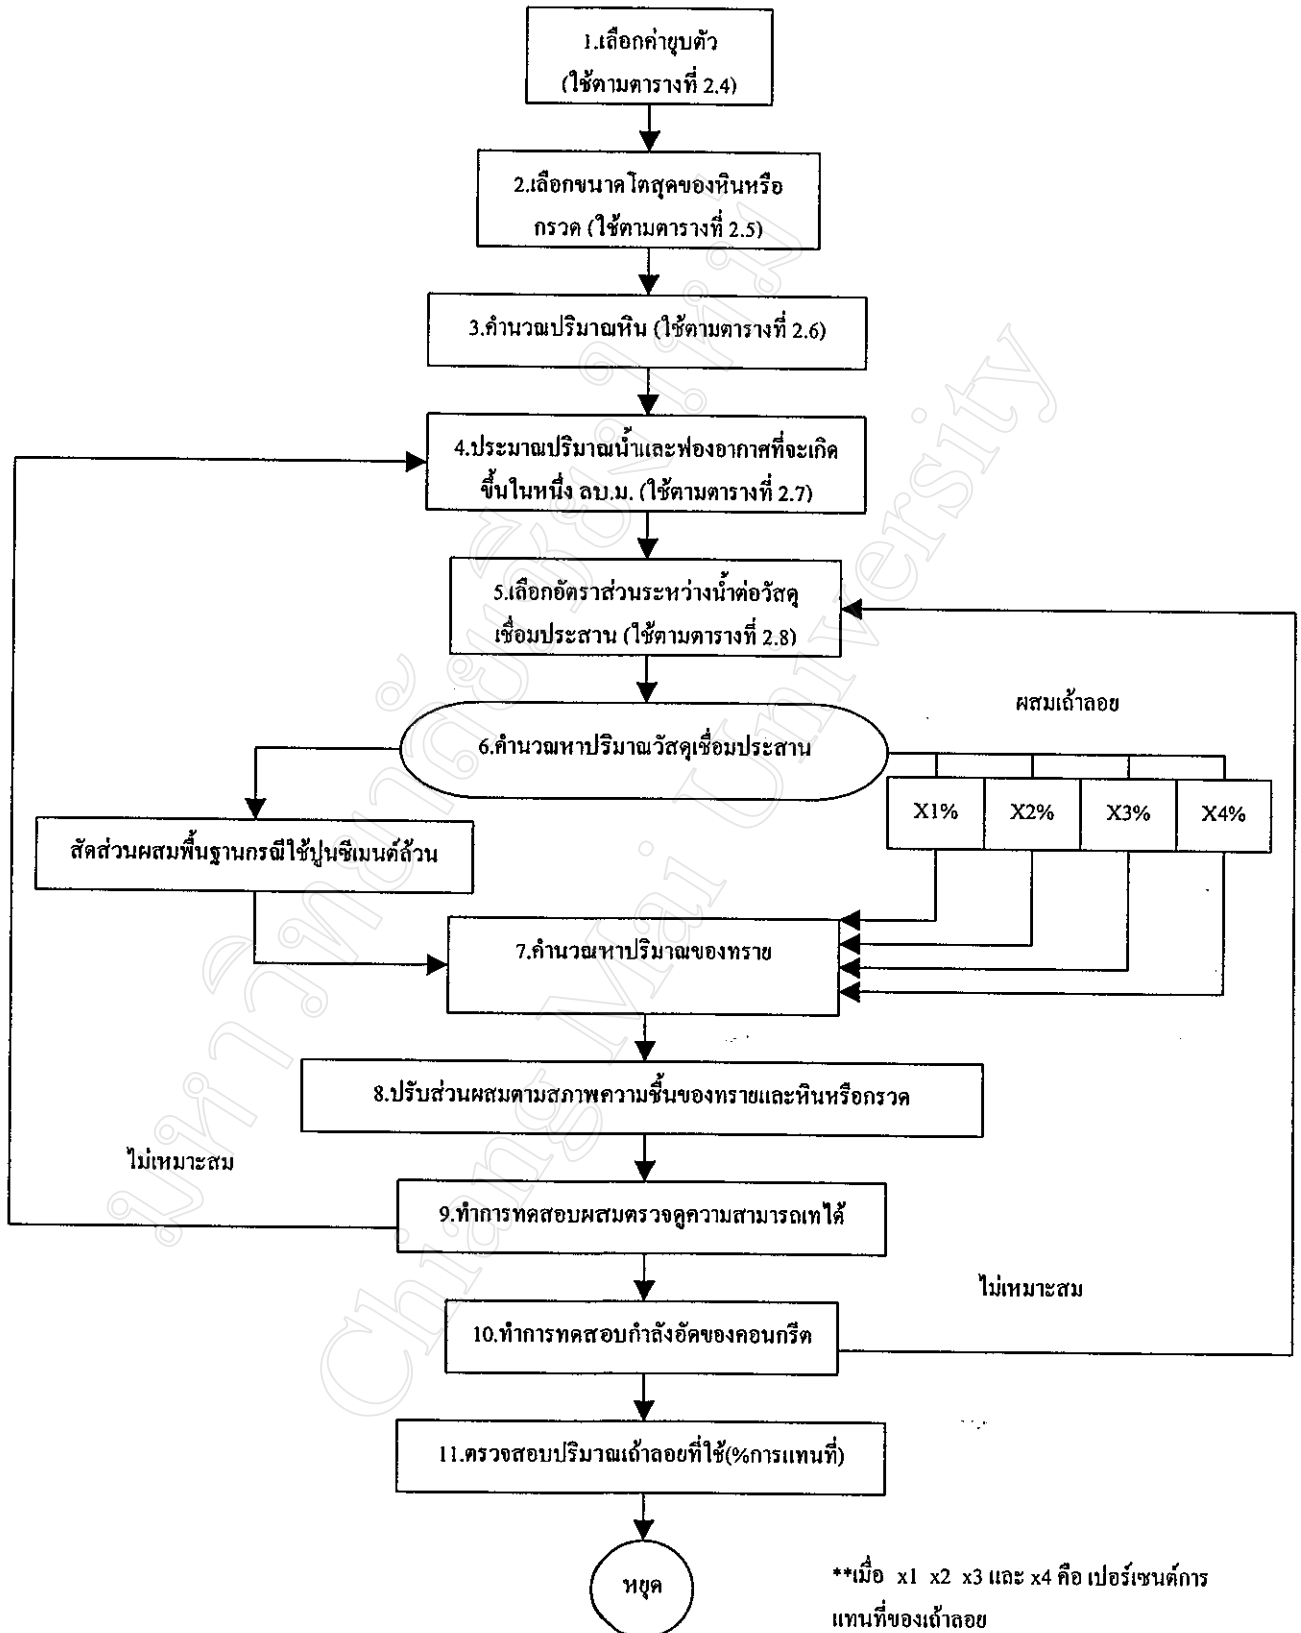 1.เลือกค่ายุบตัว
(ใช้ตามตารางที่ 2.4)
2.เลือกขนาดโตสุดของหินหรือ
กรวด (ใช้ตามตารางที่ 2.5)
3.คำนวณปริมาณหิน (ใช้ตามตารางที่ 2.6)
4.ประมาณปริมาณน้ำและฟองอากาศที่จะเกิด
ขึ้นในหนึ่ง ลบ.ม. (ใช้ตามตารางที่ 2.7)
5.เลือกอัตราส่วนระหว่างน้ำต่อวัสดุ
เชื่อมประสาน (ใช้ตามตารางที่ 2.8)
ผสมเถ้าลอย
6.คำนวณหาปริมาณวัสดุเชื่อมประสาน
X1% X2% X3% X4%
สัดส่วนผสมพื้นฐานกรณีใช้ปูนซีเมนต์ล้วน
7.คำนวณหาปริมาณของทราย
8.ปรับส่วนผสมตามสภาพความชื้นของทรายและหินหรือกรวด
ไม่เหมาะสม
9.ทำการทดสอบผสมตรวจดูความสามารถเทได้
ไม่เหมาะสม
10.ทำการทดสอบกำลังอัดของคอนกรีต
11.ตรวจสอบปริมาณเถ้าลอยที่ใช้(%การแทนที่)
หยุด
**เมื่อ x1 x2 x3 และ x4 คือ เปอร์เซนต์การ
แทนที่ของเถ้าลอย
มหาวิทยาลัยเชียงใหม่
Chiang Mai University